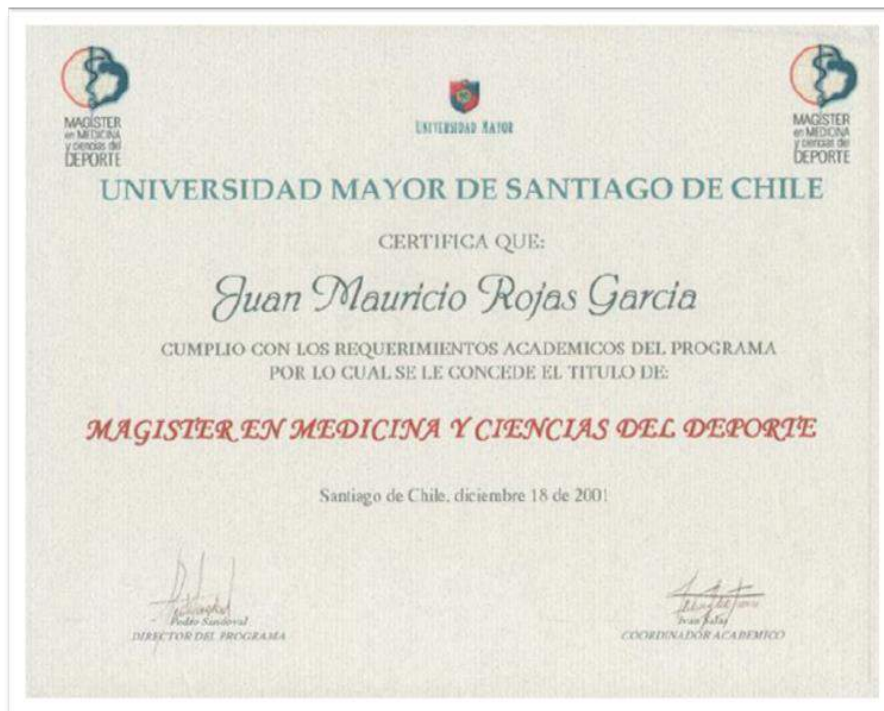 MAGISTER
en MEDICINA
y ciencias del
DEPORTE
UNIVERSIDAD MAYOR
MAGISTER
en MEDICINA
y ciencias del
DEPORTE
UNIVERSIDAD MAYOR DE SANTIAGO DE CHILE
CERTIFICA QUE:
Juan Mauricio Rojas Garcia
CUMPLIO CON LOS REQUERIMIENTOS ACADEMICOS DEL PROGRAMA
POR LO CUAL SE LE CONCEDE EL TITULO DE:
MAGISTER EN MEDICINA Y CIENCIAS DEL DEPORTE
Santiago de Chile, diciembre 18 de 2001
Pedro Sandoval
DIRECTOR DEL PROGRAMA
Ivan
COORDINADOR ACADEMICO